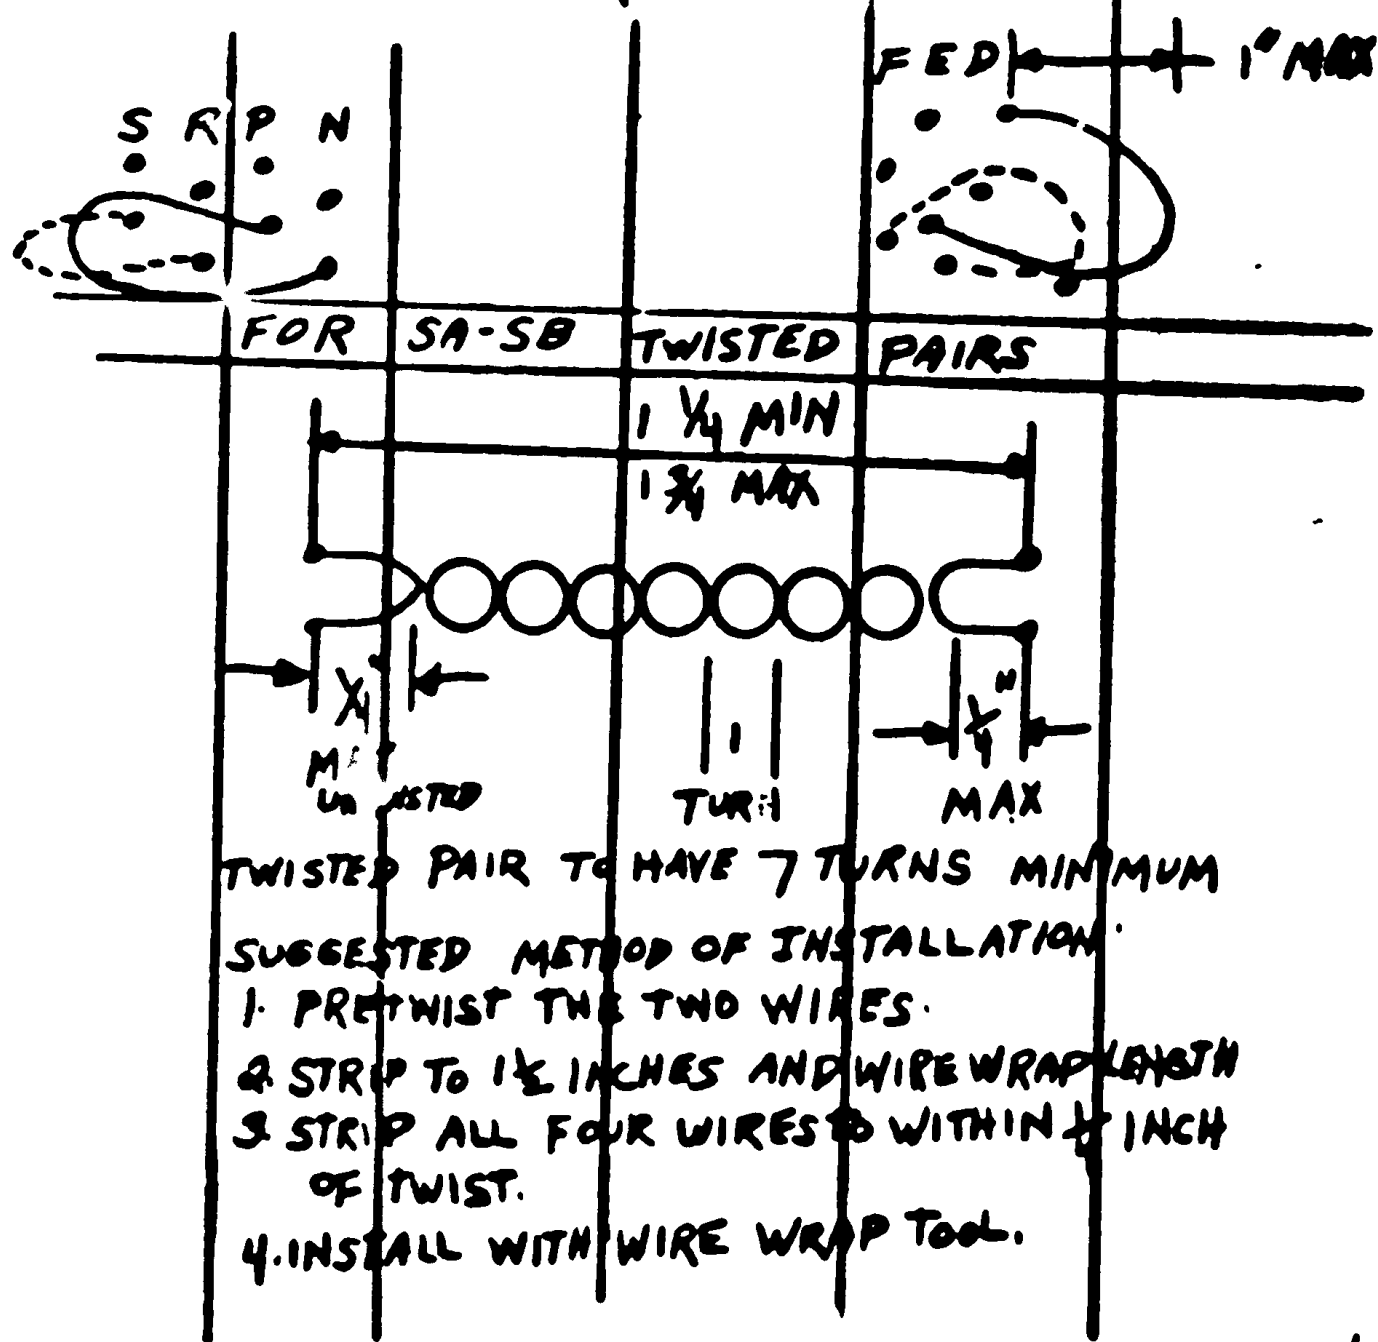 FED 1" MAX
S R P N
FOR SA-SB TWISTED PAIRS
1 1/4 MIN
1 3/4 MAX
1/4" 1 1/4"
TURN MAX
TWISTED PAIR TO HAVE 7 TURNS MINIMUM
SUGGESTED METHOD OF INSTALLATION
1. PRETWIST THE TWO WIRES.
2. STRIP TO 1 1/2 INCHES AND WIRE WRAP LENGTH
3. STRIP ALL FOUR WIRES TO WITHIN INCH
OF TWIST.
4. INSTALL WITH WIRE WRAP TOOL.